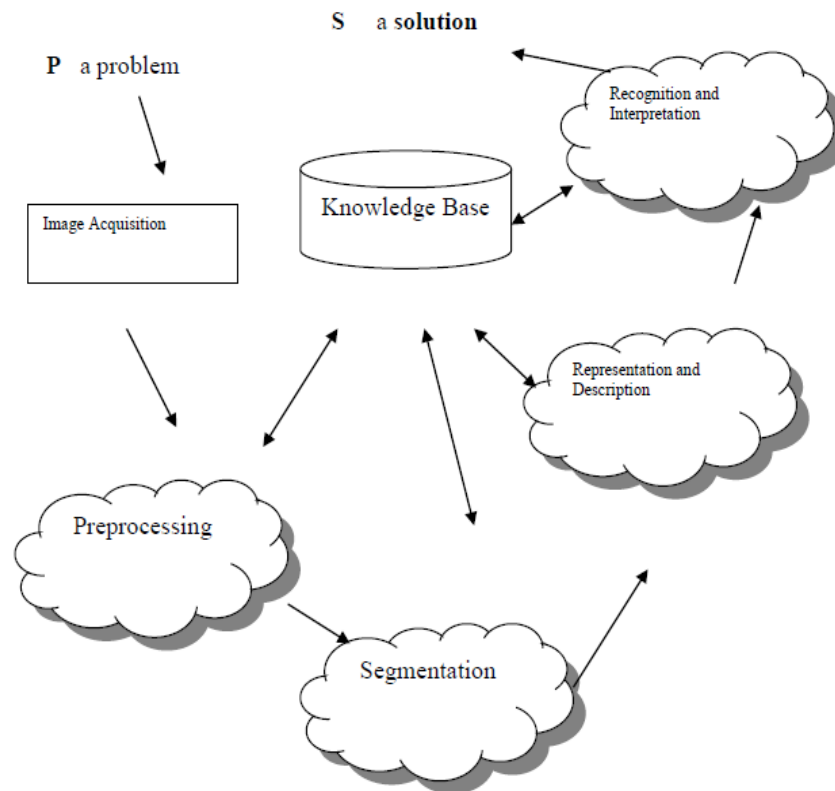 S a solution
P a problem
Recognition and
Interpretation
Knowledge Base
Image Acquisition
Representation and
Description
Preprocessing
Segmentation